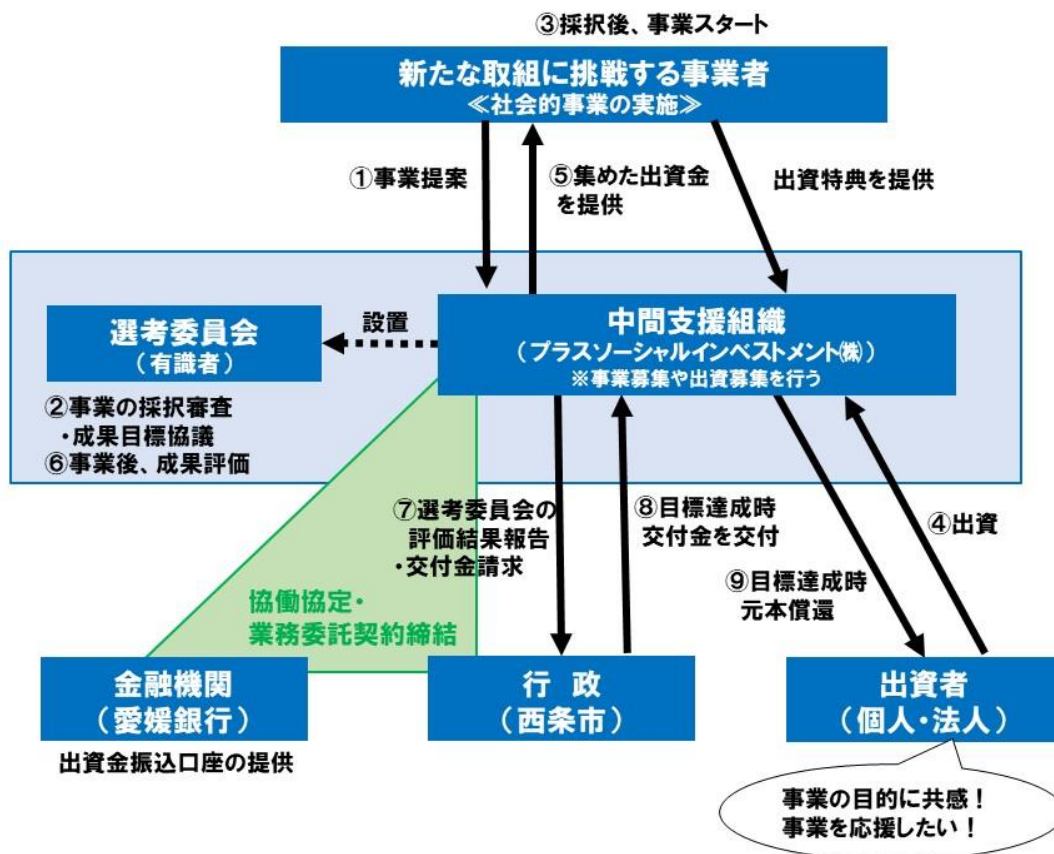 ③採択後、事業スタート
新たな取組に挑戦する事業者
≪社会的事業の実施≫
①事業提案
⑤集めた出資金
を提供
出資特典を提供
選考委員会
（有識者）
設置
中間支援組織
（プラスソーシャルインベストメント㈱）
※事業募集や出資募集を行う
②事業の採択審査
・成果目標協議
⑥事業後、成果評価
⑦選考委員会の
評価結果報告
・交付金請求
⑧目標達成時
交付金を交付
④出資
⑨目標達成時
元本償還
協働協定・
業務委託契約締結
金融機関
（愛媛銀行）
出資金振込口座の提供
行 政
（西条市）
出資者
（個人・法人）
事業の目的に共感！
事業を応援したい！